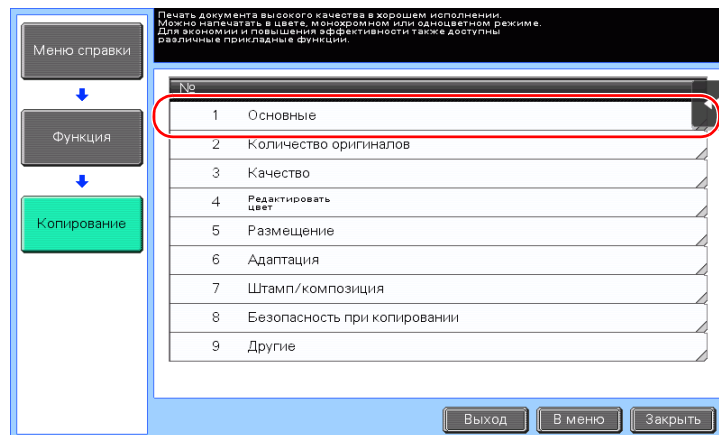 Печать документа высокого качества в хорошем исполнении.
Можно напечатать в цвете, монохромном или одноцветном режиме.
Для экономии и повышения эффективности также доступны
различные прикладные функции.
Меню справки
Функция
Копирование
№
1 Основные
2 Количество оригиналов
3 Качество
4 Редактировать
цвет
5 Размещение
6 Адаптация
7 Штамп/композиция
8 Безопасность при копировании
9 Другие
Выход В меню Закрыть